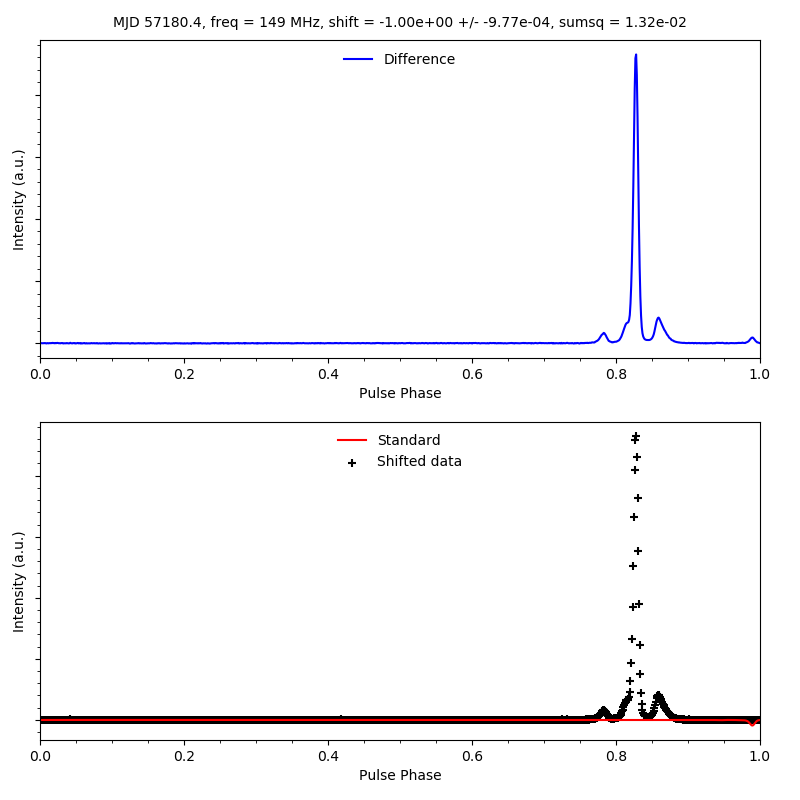 MJD 57180.4, freq = 149 MHz, shift = -1.00e+00 +/- -9.77e-04, sumsq = 1.32e-02
Difference
Intensity (a.u.)
0.0 0.2 0.4 0.6 0.8 1.0
Pulse Phase
Standard
Shifted data
Intensity (a.u.)
0.0 0.2 0.4 0.6 0.8 1.0
Pulse Phase